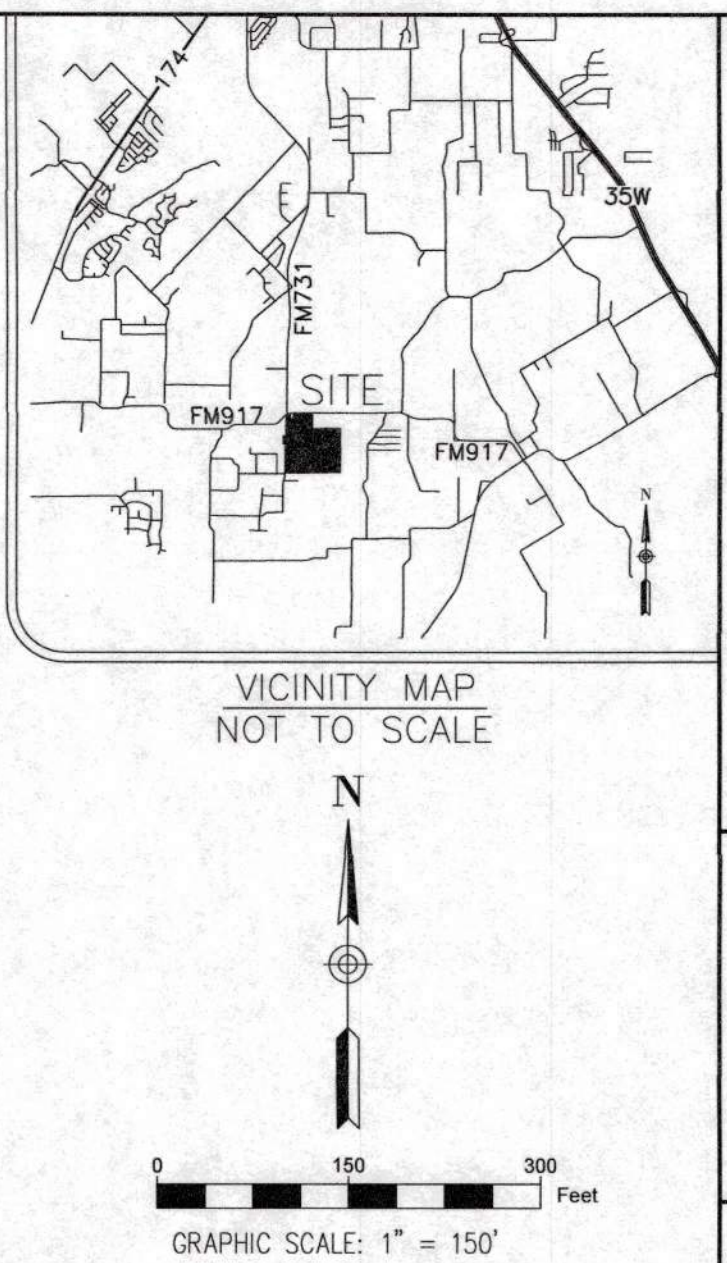 174
35W
FM731
SITE
FM917
FM917
N
VICINITY MAP
NOT TO SCALE
N
0 150 300
Feet
GRAPHIC SCALE: 1" = 150'